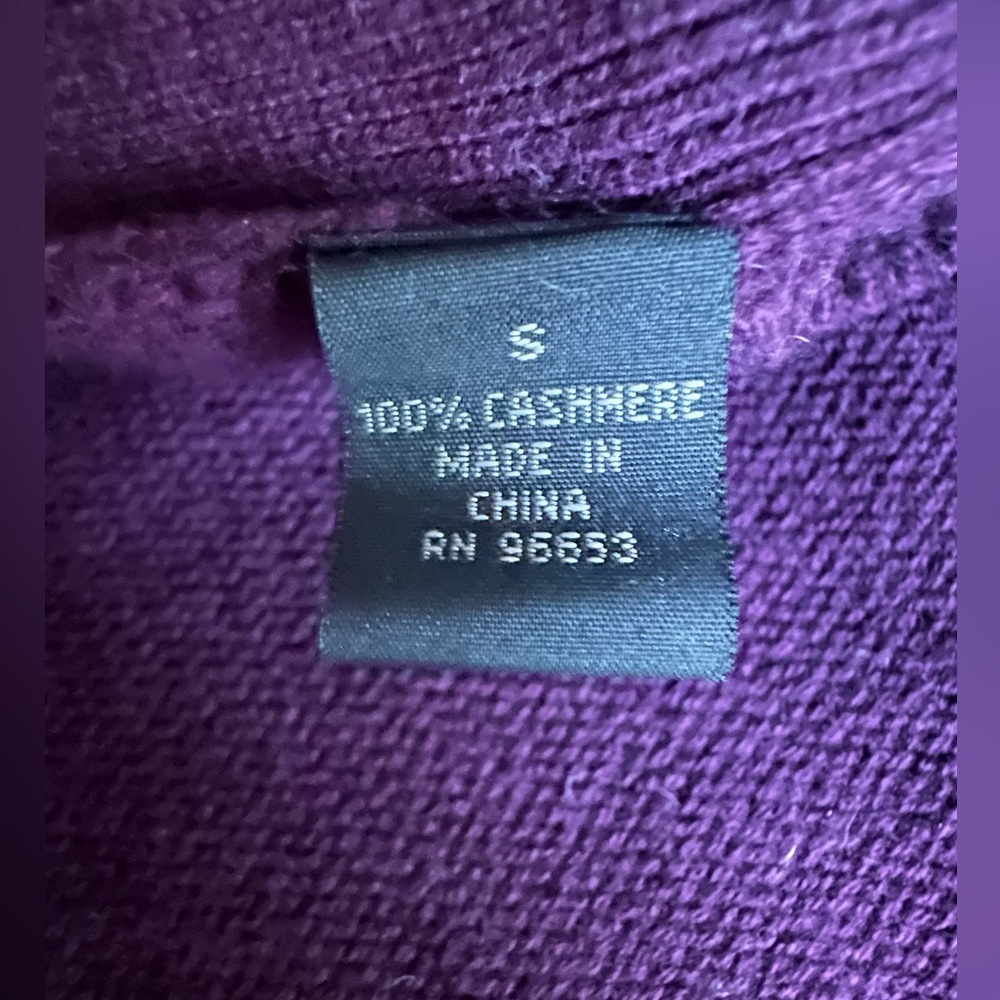 S
100% CASHMERE
MADE IN
CHINA
RN 96653